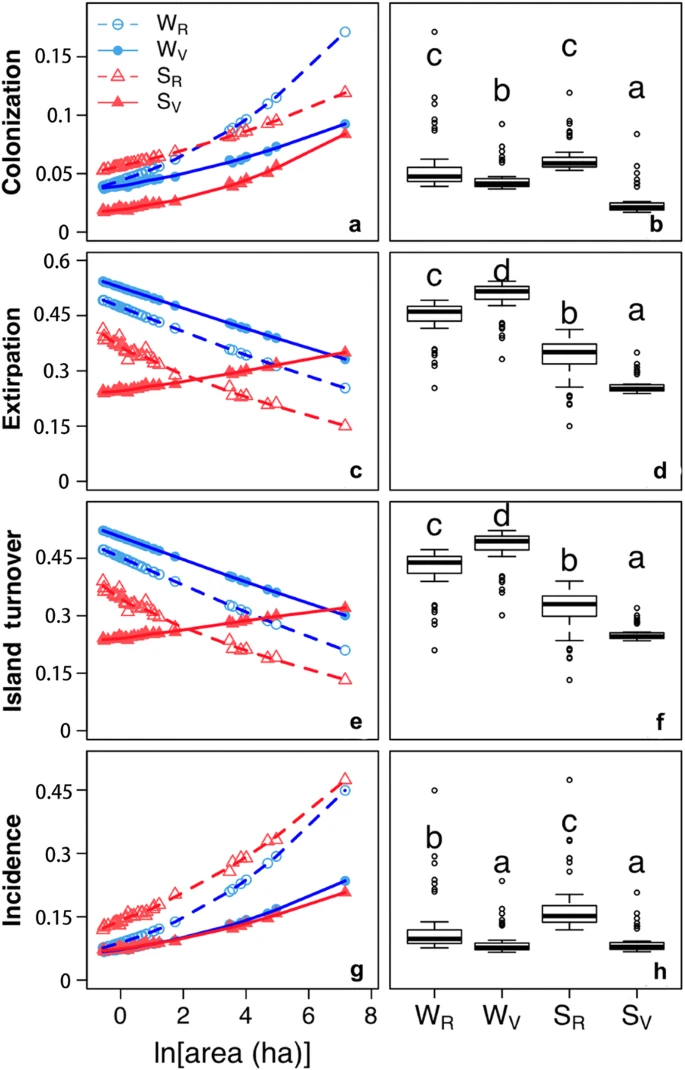 Colonization
0.15
0.1
0.05
0
W_R
W_V
S_R
S_V
a
c
b
c
a
b
Extirpation
0.6
0.45
0.3
0.15
0
c
c
d
b
a
d
Island turnover
0.45
0.3
0.15
0
e
c
d
b
a
f
Incidence
0.45
0.3
0.15
0
g
b
a
c
a
h
0 2 4 6 8
ln[area (ha)]
W_R W_V S_R S_V